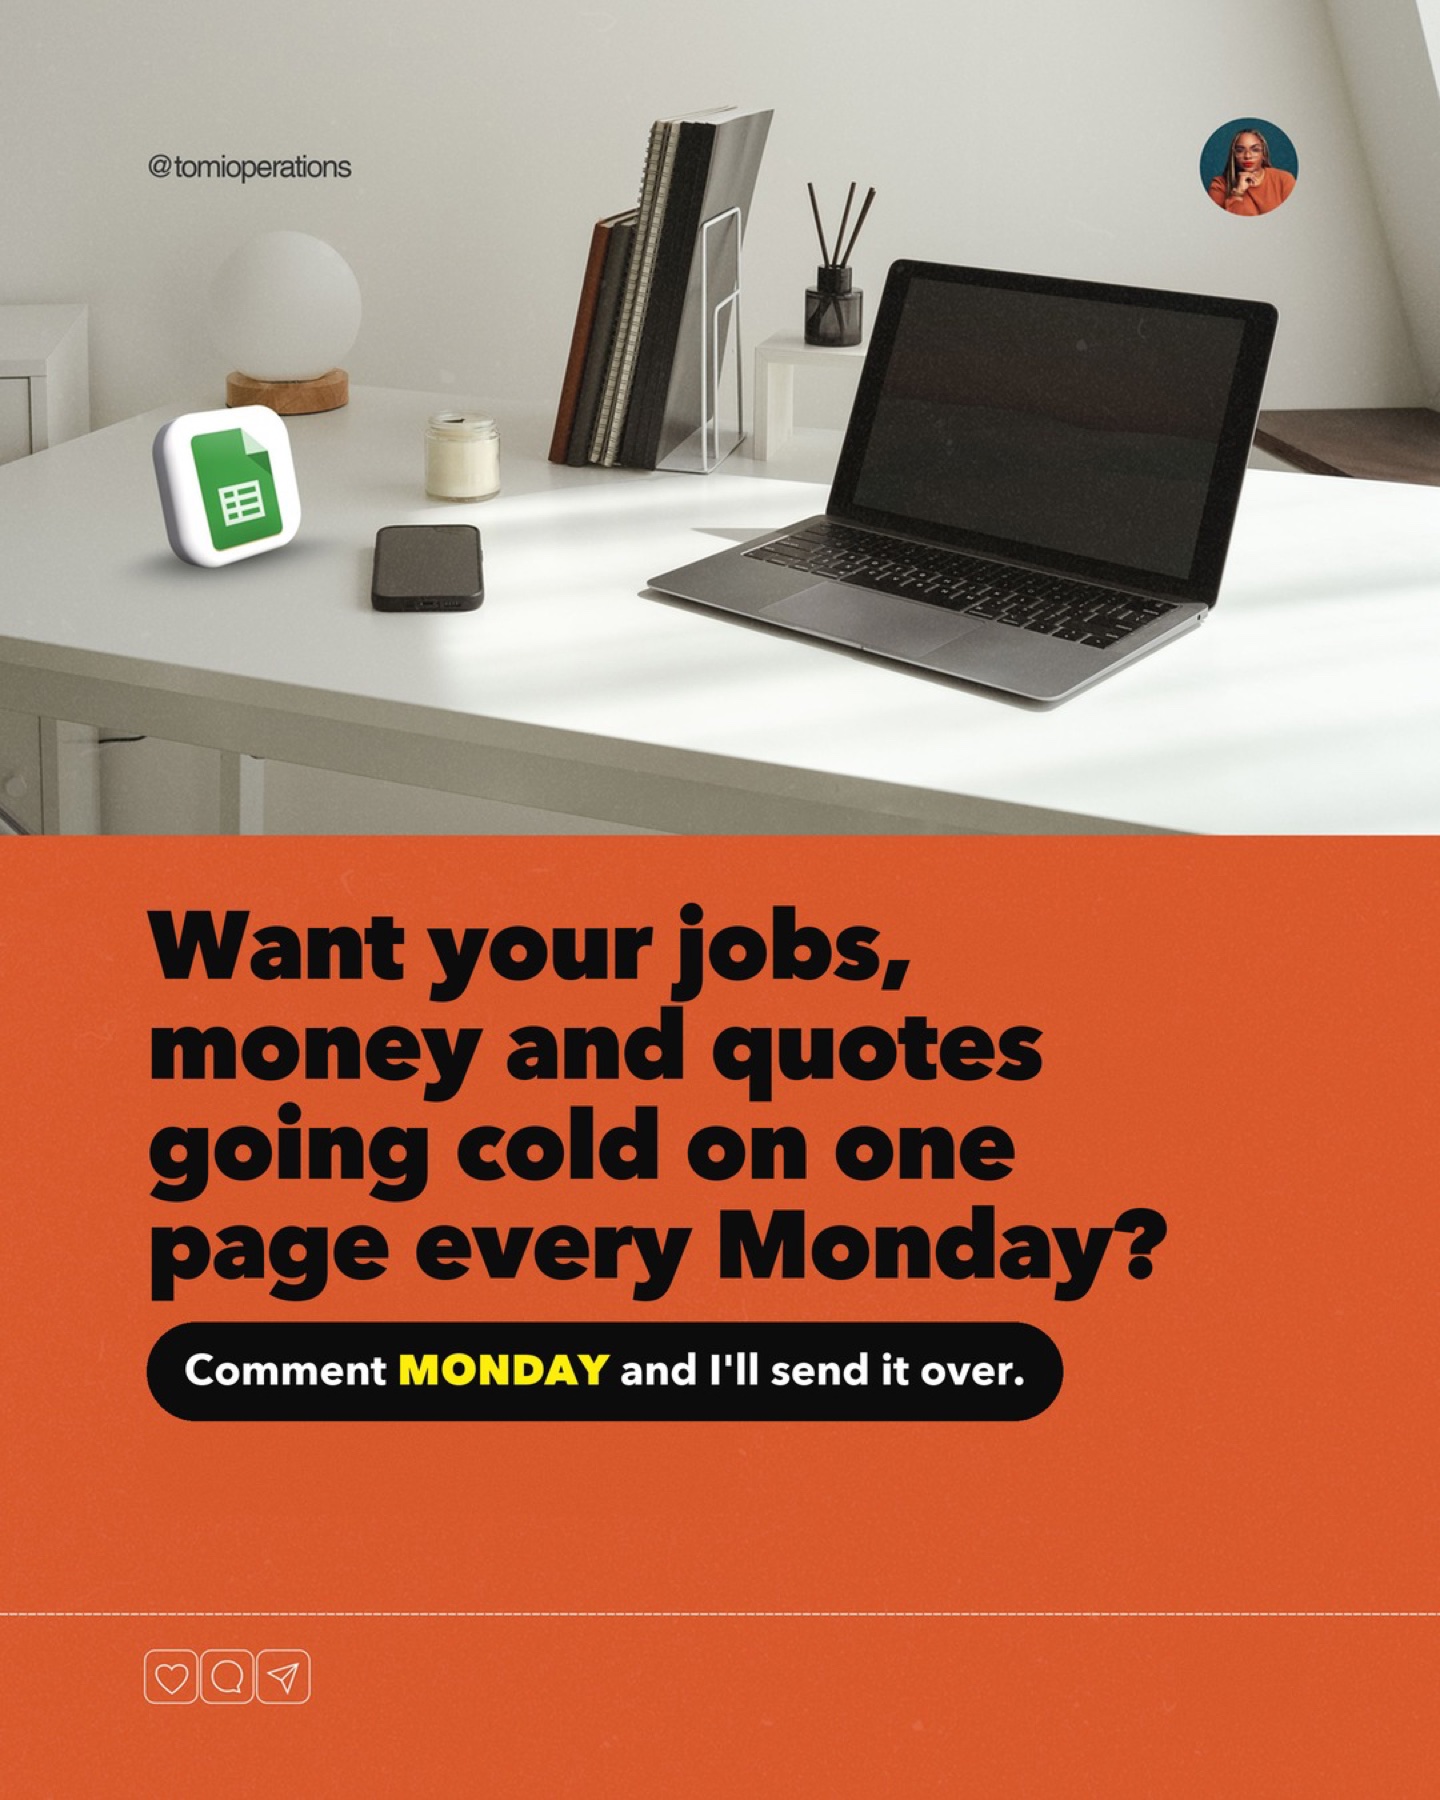 @tomioperations
Want your jobs,
money and quotes
going cold on one
page every Monday?
Comment MONDAY and I'll send it over.